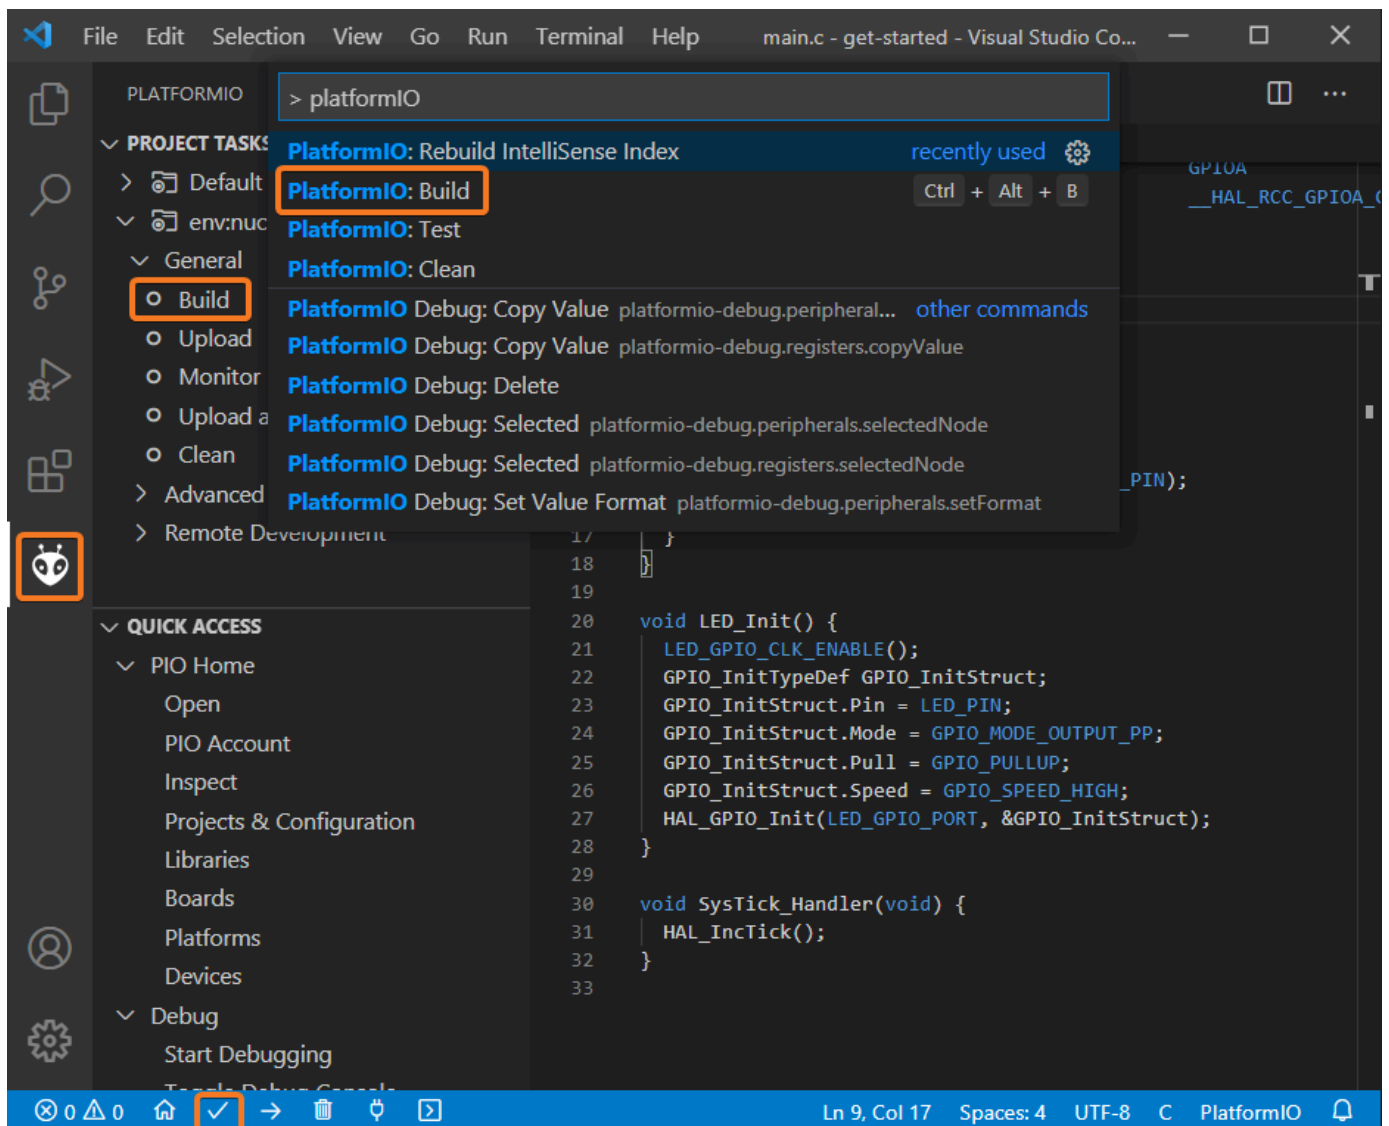 File Edit Selection View Go Run Terminal Help main.c - get-started - Visual Studio Co...
PLATFORMIO
> platformIO
PROJECT TASKS
PlatformIO: Rebuild IntelliSense Index recently used
PlatformIO: Build Ctrl + Alt + B
PlatformIO: Test
PlatformIO: Clean
PlatformIO Debug: Copy Value platformio-debug.peripheral... other commands
PlatformIO Debug: Copy Value platformio-debug.registers.copyValue
PlatformIO Debug: Delete
PlatformIO Debug: Selected platformio-debug.peripherals.selectedNode
PlatformIO Debug: Selected platformio-debug.registers.selectedNode
PlatformIO Debug: Set Value Format platformio-debug.peripherals.setFormat
Default
env:nuc
General
Build
Upload
Monitor
Upload a
Clean
Advanced
Remote Development
QUICK ACCESS
PIO Home
Open
PIO Account
Inspect
Projects & Configuration
Libraries
Boards
Platforms
Devices
Debug
Start Debugging
Toggle Debug Console
GPIOA
__HAL_RCC_GPIOA_C
_PIN);
17 }
18 }
19
20 void LED_Init() {
21 LED_GPIO_CLK_ENABLE();
22 GPIO_InitTypeDef GPIO_InitStruct;
23 GPIO_InitStruct.Pin = LED_PIN;
24 GPIO_InitStruct.Mode = GPIO_MODE_OUTPUT_PP;
25 GPIO_InitStruct.Pull = GPIO_PULLUP;
26 GPIO_InitStruct.Speed = GPIO_SPEED_HIGH;
27 HAL_GPIO_Init(LED_GPIO_PORT, &GPIO_InitStruct);
28 }
29
30 void SysTick_Handler(void) {
31 HAL_IncTick();
32 }
33
0 0 Ln 9, Col 17 Spaces: 4 UTF-8 C PlatformIO